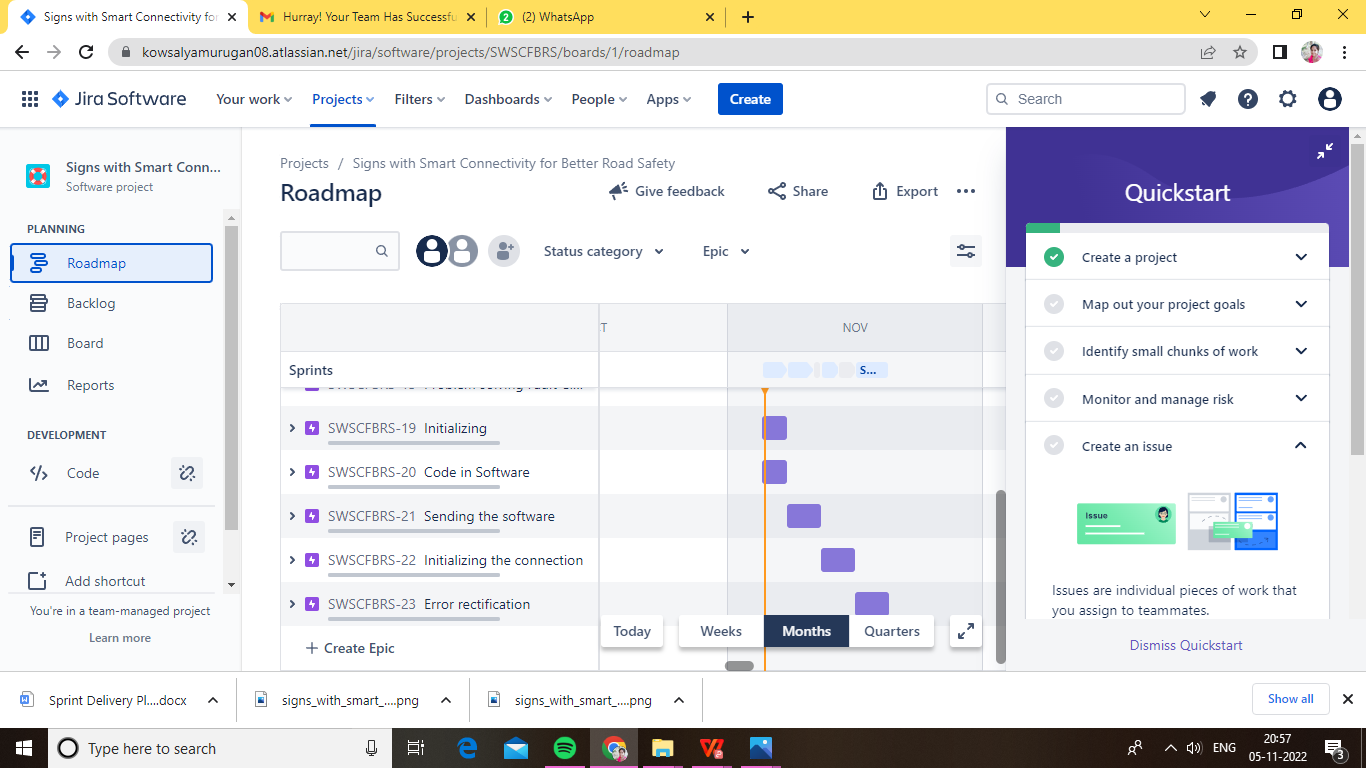 Signs with Smart Connectivity for
Hurray! Your Team Has Successfu
(2) WhatsApp
kowsalyamurugan08.atlassian.net/jira/software/projects/SWSCFBRS/boards/1/roadmap
Jira Software
Your work
Projects
Filters
Dashboards
People
Apps
Create
Search
Signs with Smart Conn...
Software project
PLANNING
Roadmap
Backlog
Board
Reports
DEVELOPMENT
Code
Project pages
Add shortcut
You're in a team-managed project
Learn more
Projects / Signs with Smart Connectivity for Better Road Safety
Roadmap
Give feedback
Share
Export
Status category
Epic
T
NOV
Sprints
S...
SWSCFBRS-19 Initializing
SWSCFBRS-20 Code in Software
SWSCFBRS-21 Sending the software
SWSCFBRS-22 Initializing the connection
SWSCFBRS-23 Error rectification
+ Create Epic
Today
Weeks
Months
Quarters
Quickstart
Create a project
Map out your project goals
Identify small chunks of work
Monitor and manage risk
Create an issue
Issue
Issues are individual pieces of work that
you assign to teammates.
Dismiss Quickstart
Sprint Delivery Pl....docx
signs_with_smart_....png
signs_with_smart_....png
Show all
Type here to search
ENG
20:57
05-11-2022
3